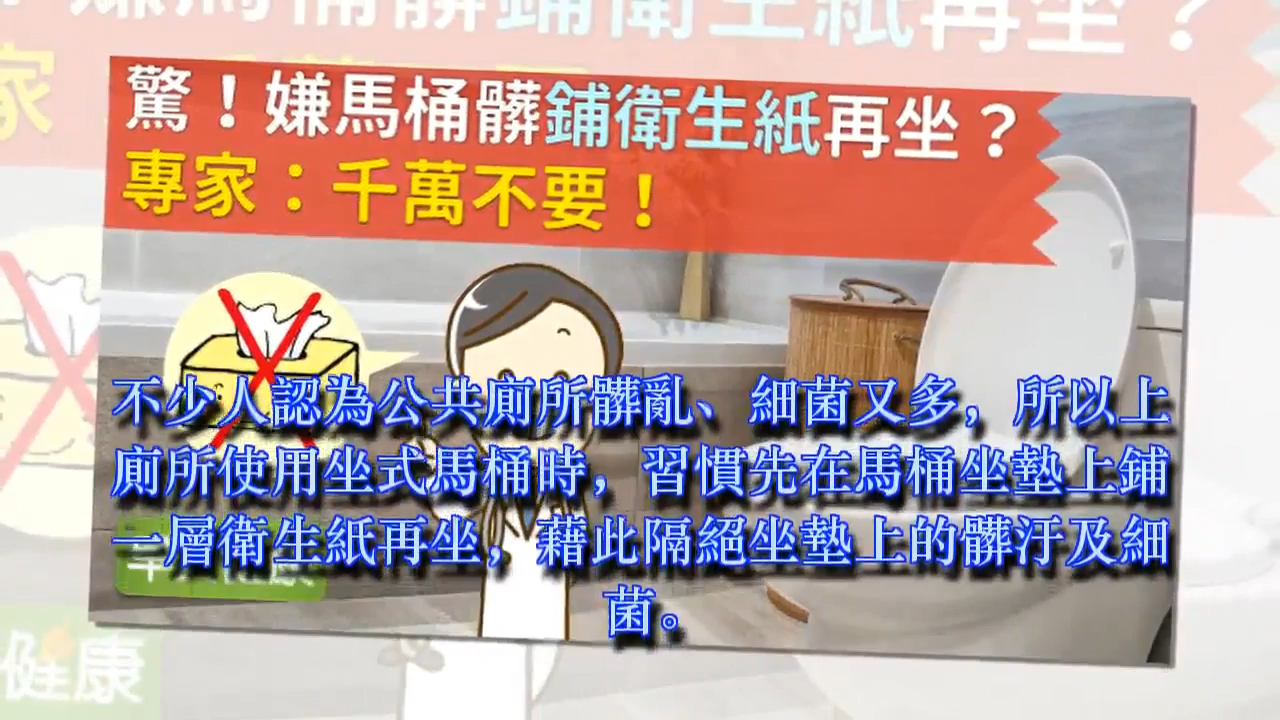 驚！嫌馬桶髒鋪衛生紙再坐？
專家：千萬不要！
不少人認為公共廁所髒亂、細菌又多，所以上
廁所使用坐式馬桶時，習慣先在馬桶坐墊上鋪
一層衛生紙再坐，藉此隔絕坐墊上的髒汙及細
菌。
健康